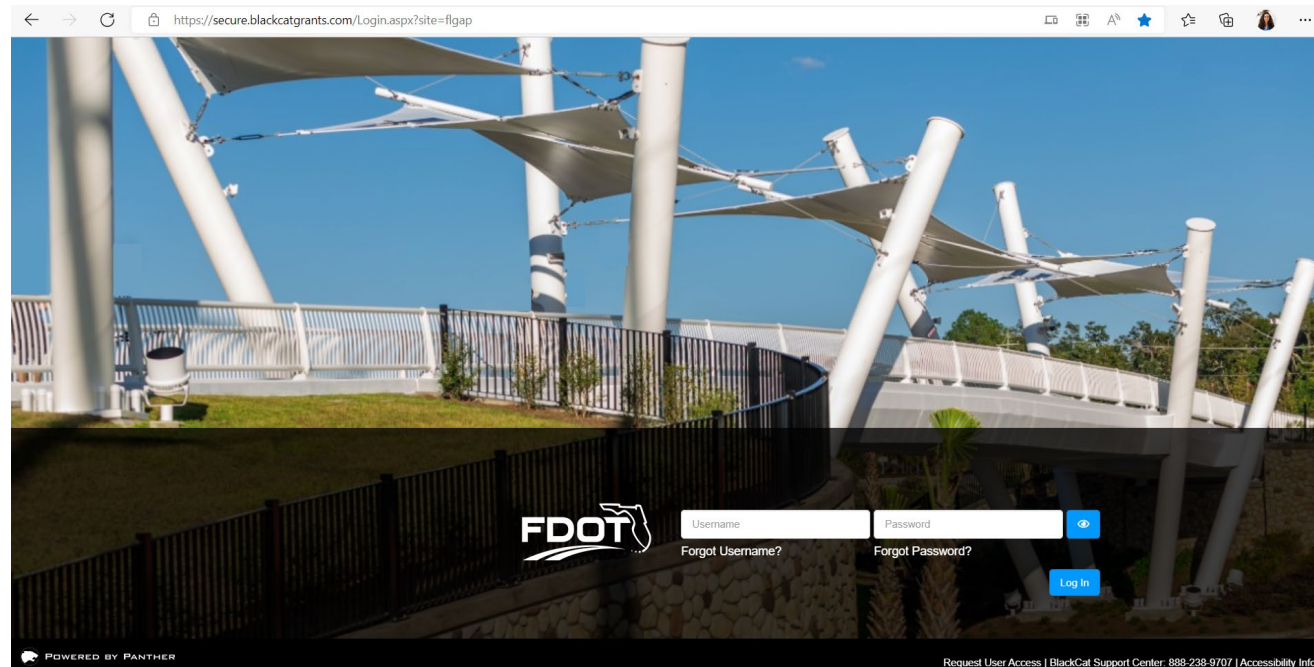 https://secure.blackcatgrants.com/Login.aspx?site=flgap
FDOT
Username
Password
Forgot Username?
Forgot Password?
Log In
POWERED BY PANTHER
Request User Access | BlackCat Support Center: 888-238-9707 | Accessibility Info